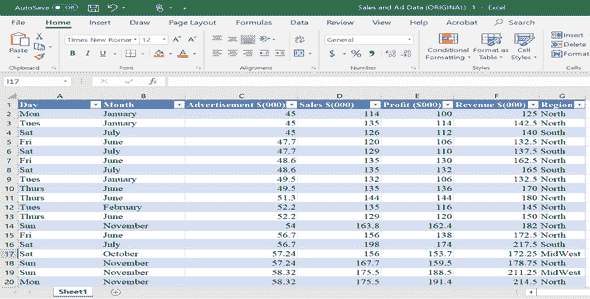 AutoSave Off Sales and Ad Data (ORIGINAL) 1 - Excel
File Home Insert Draw Page Layout Formulas Data Review View Help Acrobat Search
Paste Times New Roman 12 General Conditional Formatting Format as Table Cell Styles Insert Delete Format
Clipboard Font Alignment Number Styles Cells
I17 fx
A B C D E F G
1 Day Month Advertisement $(000) Sales $(000) Profit ($000) Revenue $(000) Region
2 Mon January 45 114 100 125 North
3 Tues January 45 135 114 142.5 North
4 Sat July 45 126 112 140 South
5 Fri June 47.7 120 106 132.5 North
6 Sat July 47.7 129 110 137.5 South
7 Fri June 48.6 135 130 162.5 North
8 Sat July 48.6 135 132 165 South
9 Tues January 49.5 132 106 132.5 North
10 Thurs June 49.5 135 136 170 North
11 Thurs June 51.3 144 144 180 North
12 Tues February 52.2 135 116 145 North
13 Thurs June 52.2 129 120 150 North
14 Sun November 54 163.8 162.4 182 North
15 Fri June 56.7 156 138 172.5 North
16 Sat July 56.7 198 174 217.5 South
17 Sat October 57.24 156 153.7 172.25 MidWest
18 Sun November 57.24 167.7 159.5 178.75 North
19 Sun November 58.32 175.5 188.5 211.25 MidWest
20 Mon November 58.32 175.5 191.4 214.5 North
Sheet1